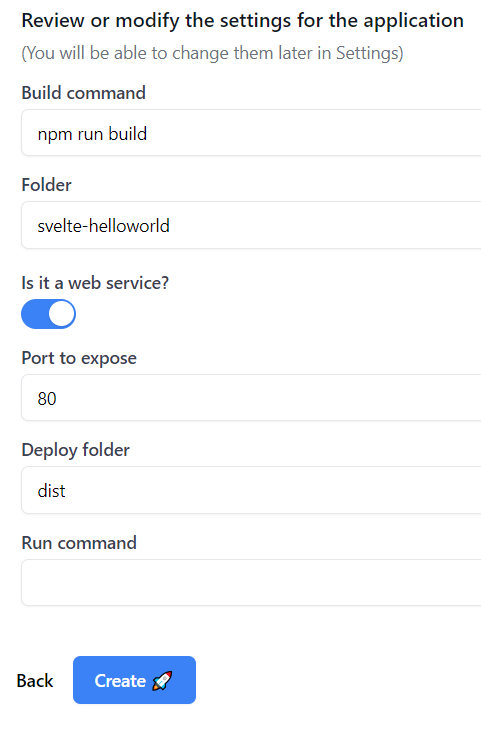 Review or modify the settings for the application
(You will be able to change them later in Settings)
Build command
npm run build
Folder
svelte-helloworld
Is it a web service?
Port to expose
80
Deploy folder
dist
Run command
Back
Create 🚀